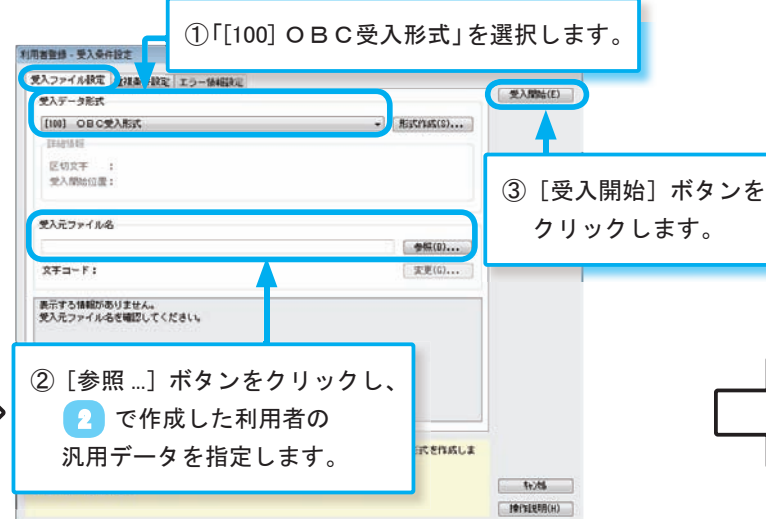 ①「[100] ＯＢＣ受入形式」を選択します。
利用者登録 - 受入条件設定
受入ファイル設定 登録条件設定 エラー情報設定
受入開始(E)
受入データ形式
[100] ＯＢＣ受入形式
形式作成(S)...
詳細情報
区切文字 ：
受入開始位置：
③［受入開始］ボタンを
クリックします。
受入元ファイル名
参照(B)...
文字コード：
変更(G)...
表示する情報がありません。
受入元ファイル名を確認してください。
②［参照 ...］ボタンをクリックし、
2 で作成した利用者の
汎用データを指定します。
形式を作成しま
ｷｬﾝｾﾙ
操作説明(H)